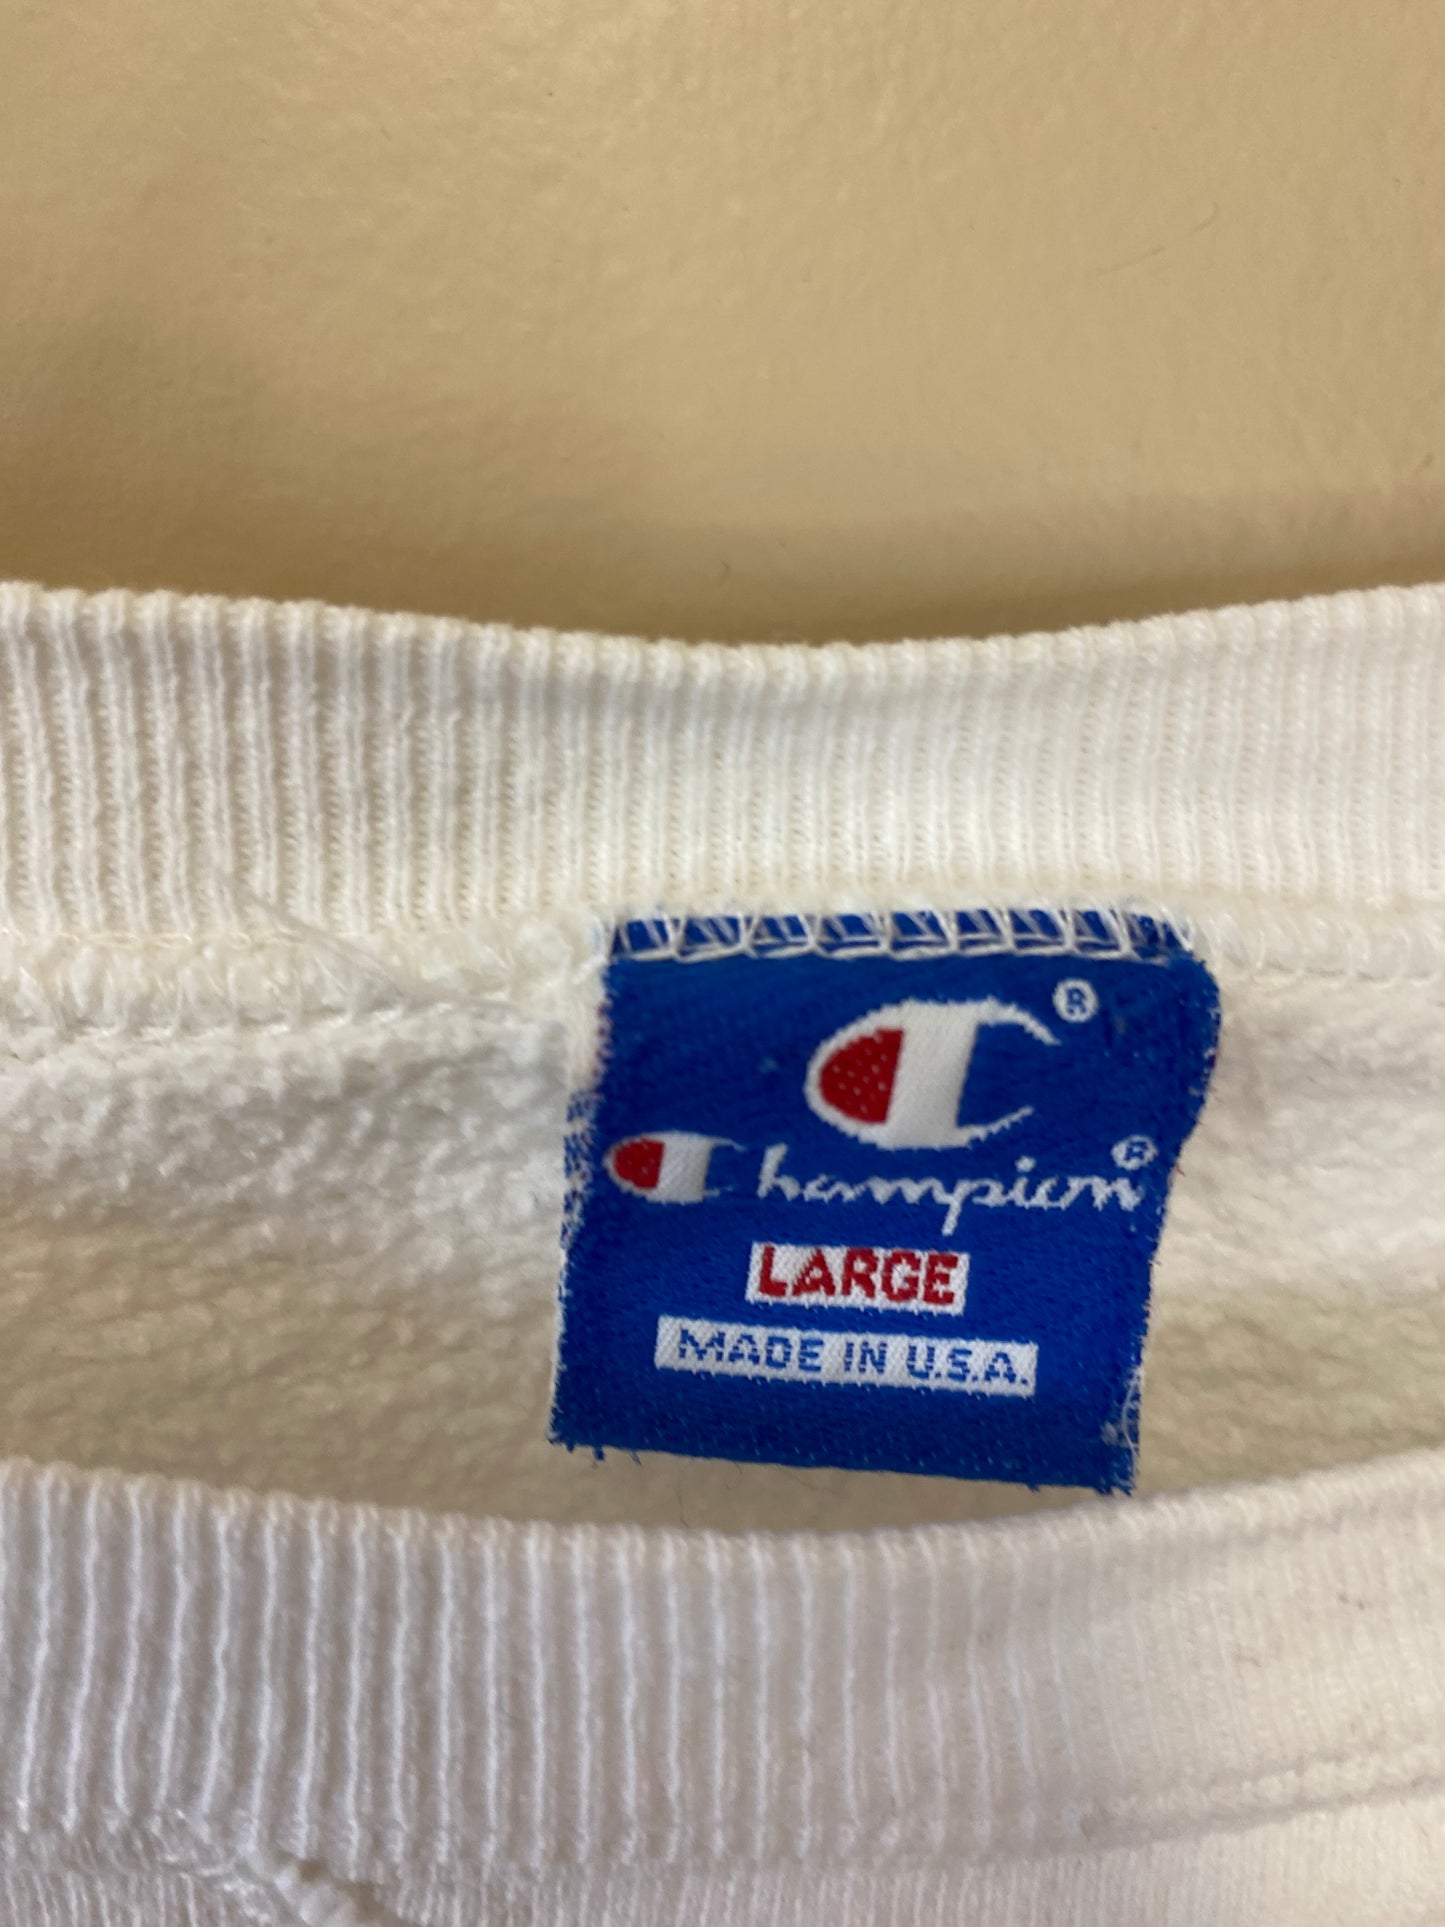 ®
Champion®
LARGE
MADE IN U.S.A.